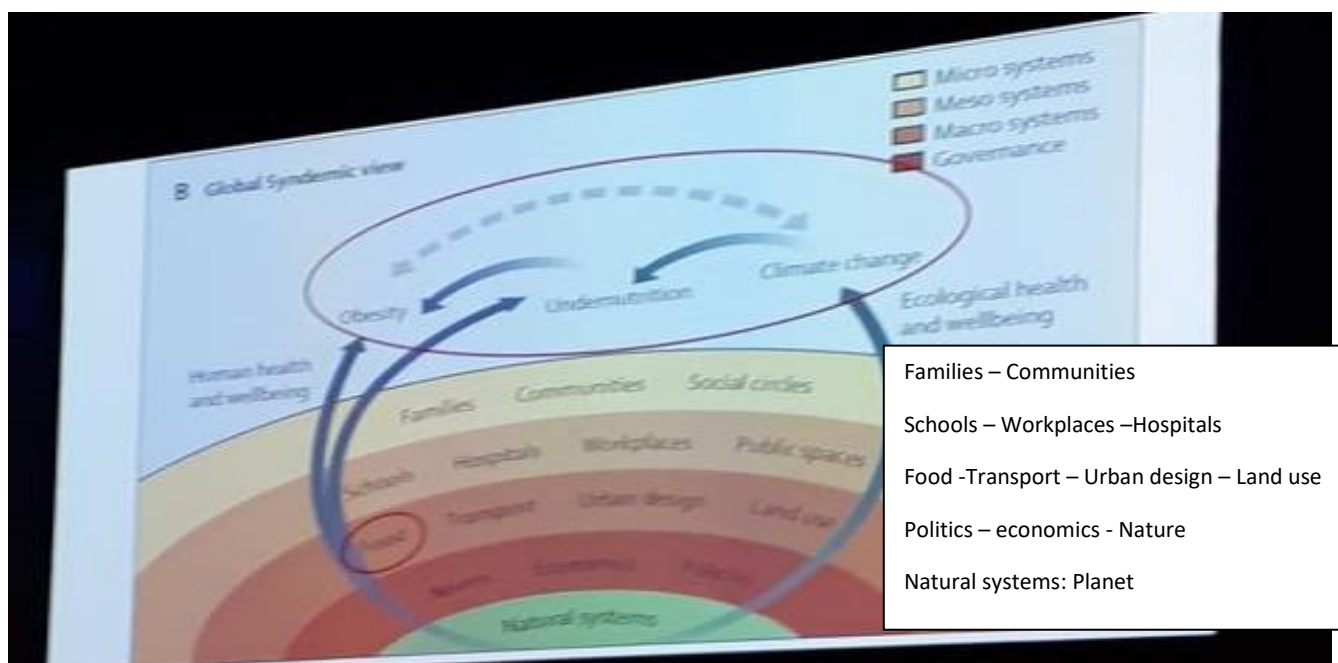 Micro systems
Meso systems
Macro systems
Governance
B Global Syndemic view
Obesity
Undernutrition
Climate change
Human health
and wellbeing
Ecological health
and wellbeing
Families Communities Social circles
Schools Hospitals Workplaces Public spaces
Food Transport Urban design Land use
Economics Policies
Natural systems
Families – Communities
Schools – Workplaces –Hospitals
Food -Transport – Urban design – Land use
Politics – economics - Nature
Natural systems: Planet